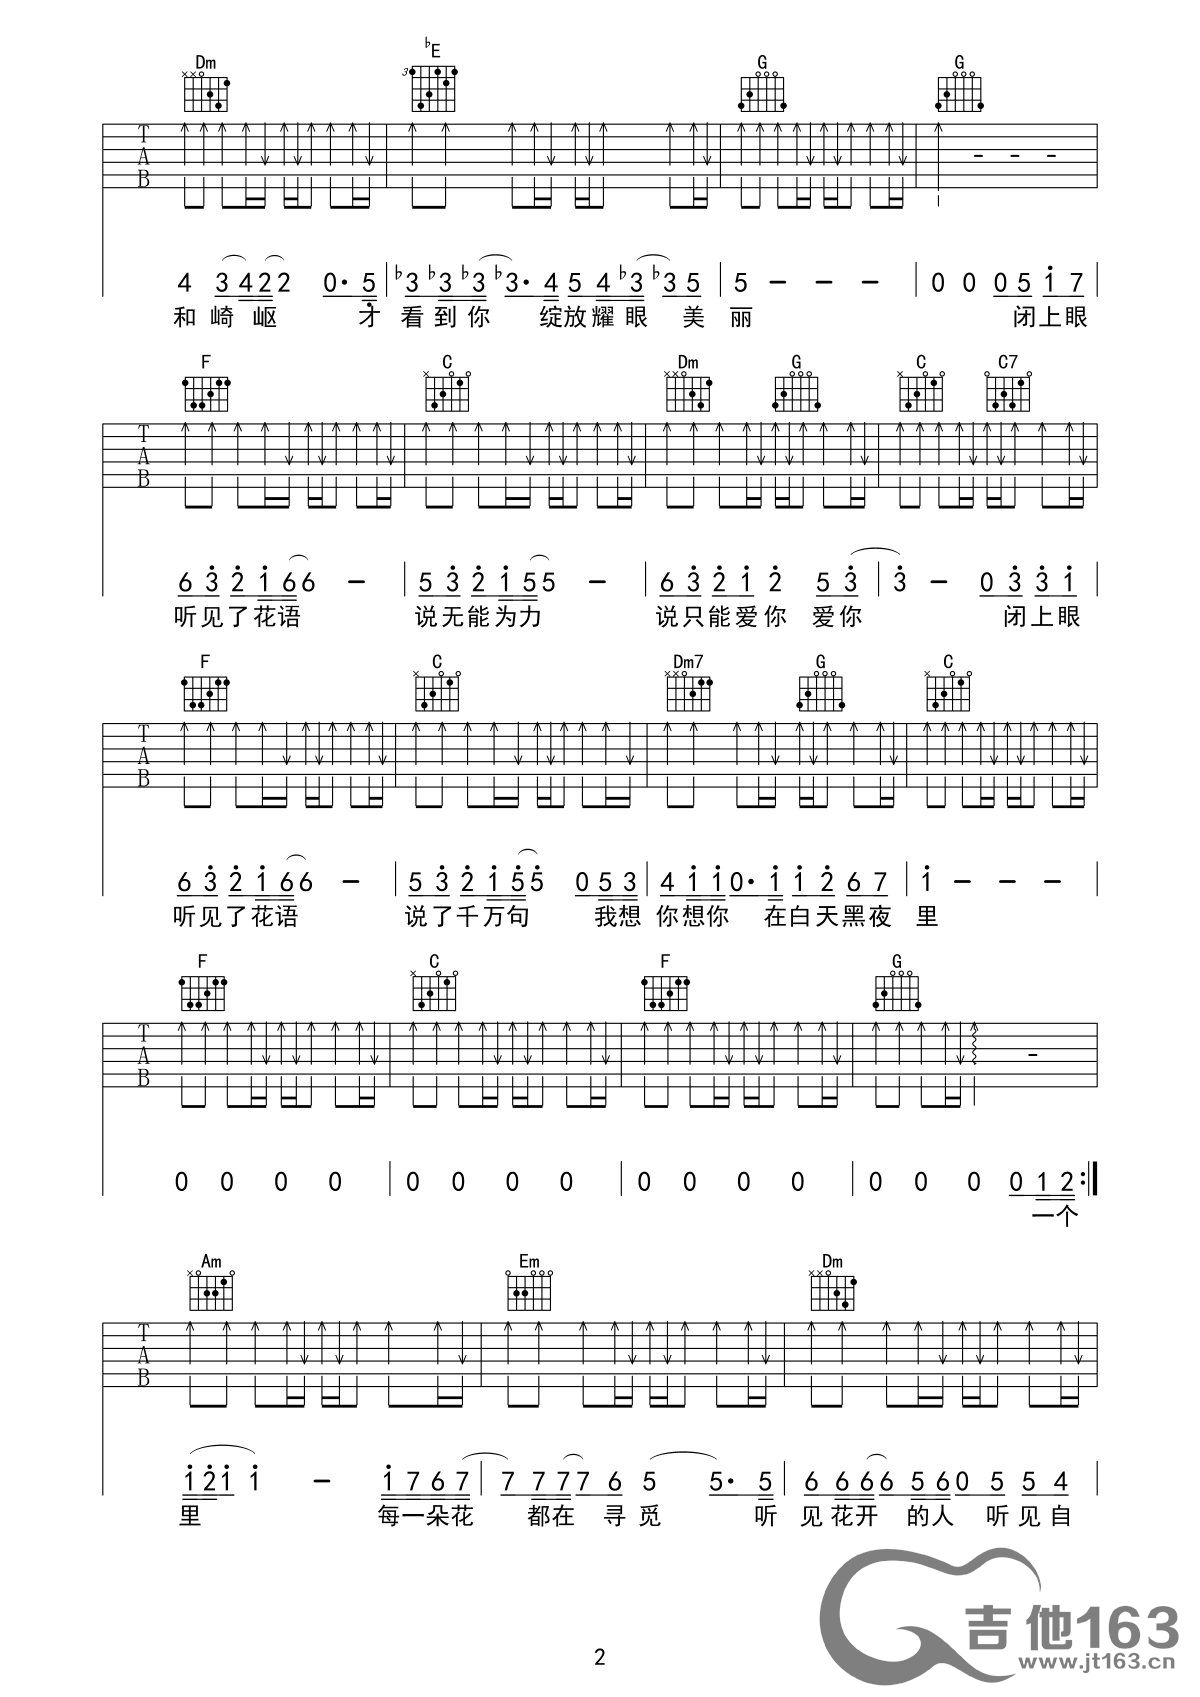 Dm ♭E G G
3
T
A
B
4 3 4 2 2 0· 5 ♭3 ♭3 ♭3 ♭3· 4 5 4 ♭3 ♭3 5 5 - - - 0 0 0 5 1 7
和 崎 岖 才 看 到 你 绽 放 耀 眼 美 丽 闭上眼
F C Dm G C C7
T
A
B
6 3 2 1 6 6 - 5 3 2 1 5 5 - 6 3 2 1 2 5 3 3 - 0 3 3 1
听见了花语 说无能为力 说只能爱你 爱你 闭上眼
F C Dm7 G C
T
A
B
6 3 2 1 6 6 - 5 3 2 1 5 5 0 5 3 4 1 1 0· 1 1 2 6 7 1 - - -
听见了花语 说了千万句 我想 你想你 在白天黑夜 里
F C F G
T
A
B
0 0 0 0 0 0 0 0 0 0 0 0 0 0 0 0 1 2
一个
Am Em Dm
T
A
B
1 2 1 1 - 1 7 6 7 7 7 7 7 6 5 5· 5 6 6 6 6 5 6 0 5 5 4
里 每一朵花 都在 寻 觅 听 见 花 开 的人 听见自
吉他163
www.jt163.cn
2